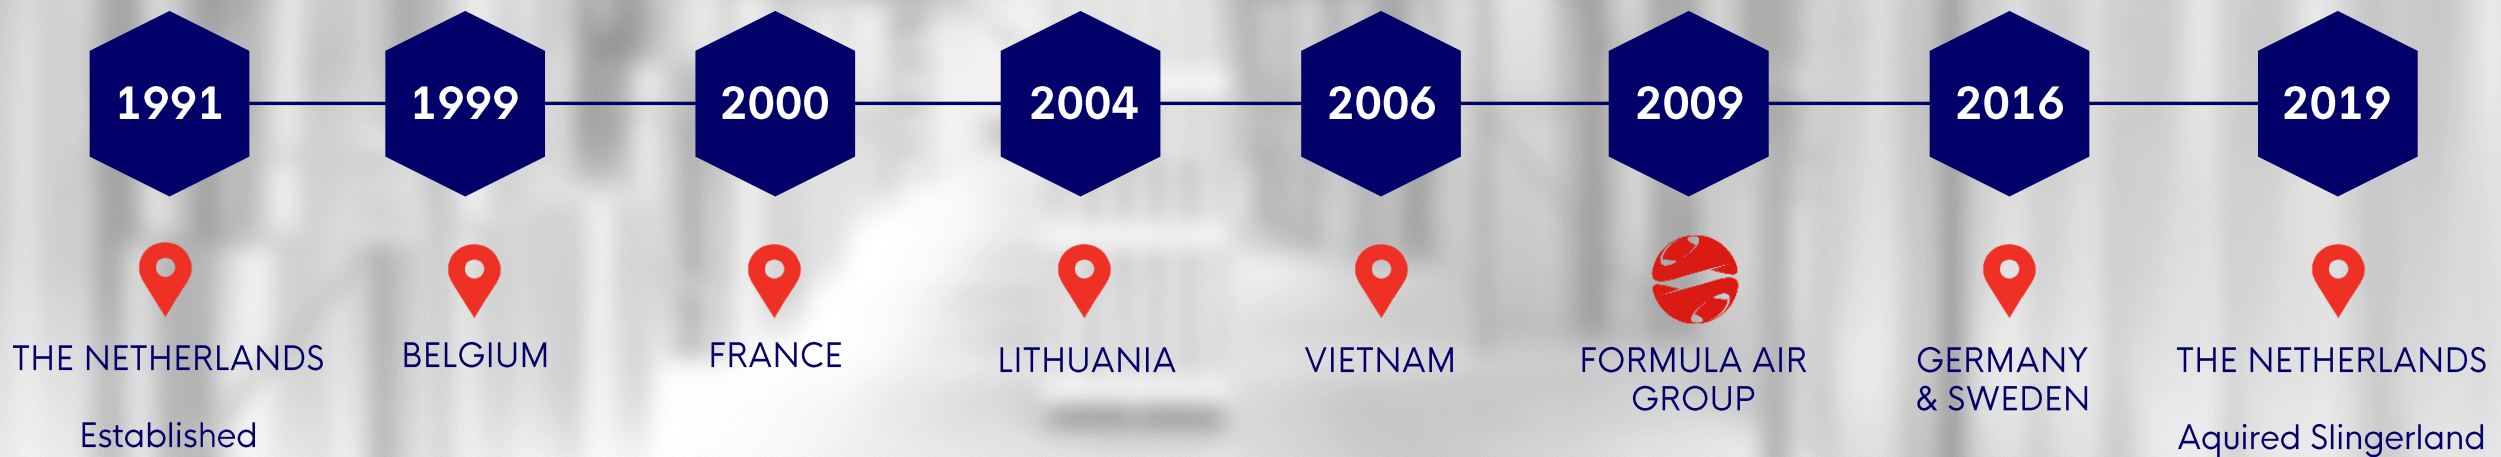 1991
1999
2000
2004
2006
2009
2016
2019
THE NETHERLANDS
BELGIUM
FRANCE
LITHUANIA
VIETNAM
FORMULA AIR
GROUP
GERMANY
& SWEDEN
THE NETHERLANDS
Established
Aquired Slingerland